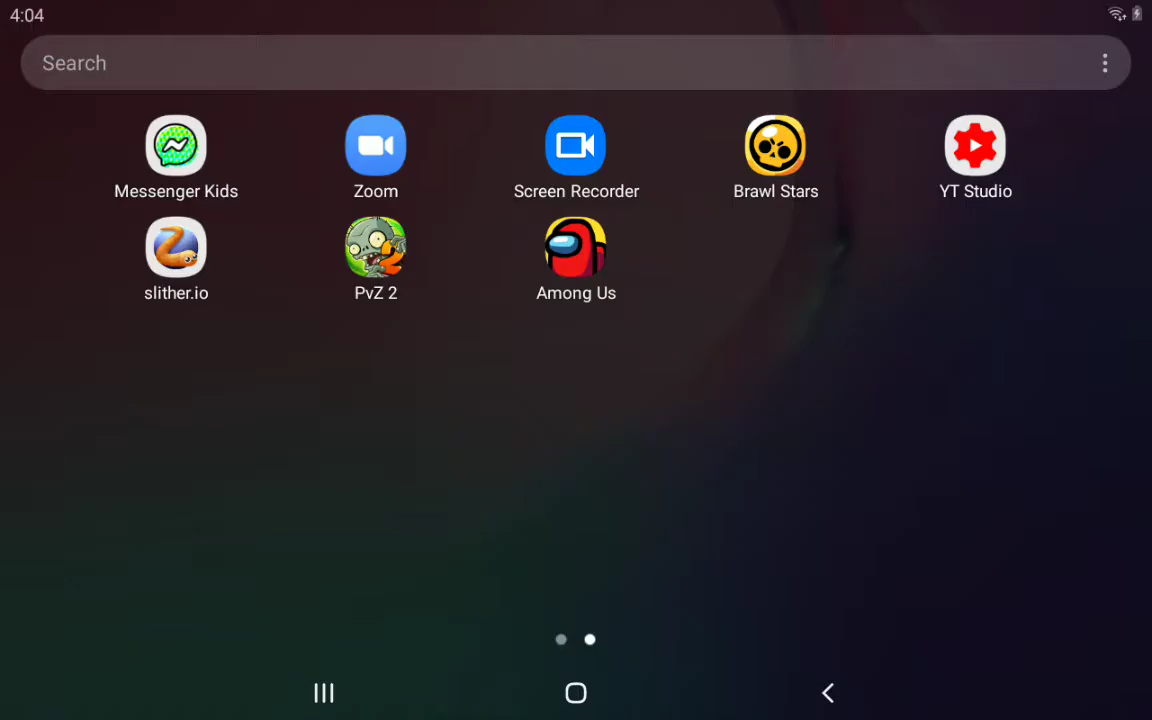 4:04
Search
Messenger Kids
Zoom
Screen Recorder
Brawl Stars
YT Studio
slither.io
PvZ 2
Among Us